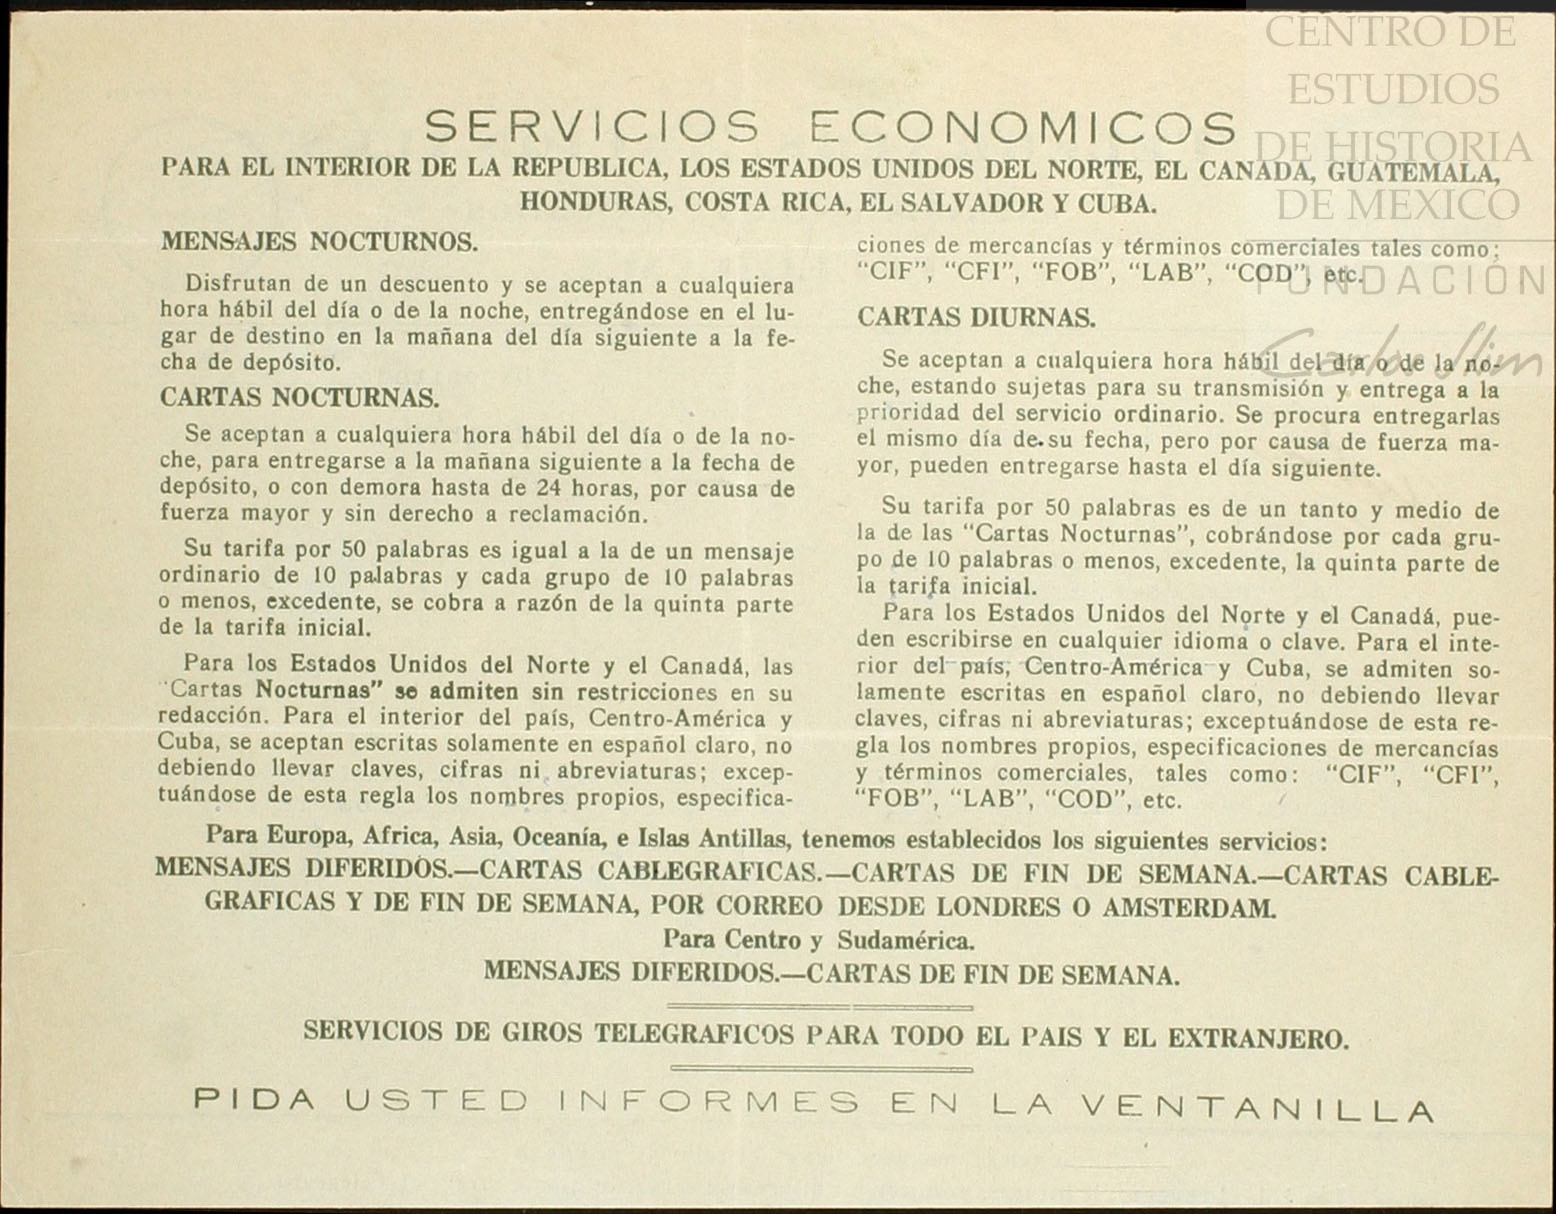 CENTRO DE
ESTUDIOS
DE HISTORIA
DE MEXICO
FUNDACIÓN
Carlos Slim
SERVICIOS ECONOMICOS
PARA EL INTERIOR DE LA REPUBLICA, LOS ESTADOS UNIDOS DEL NORTE, EL CANADA, GUATEMALA,
HONDURAS, COSTA RICA, EL SALVADOR Y CUBA.
MENSAJES NOCTURNOS.
Disfrutan de un descuento y se aceptan a cualquiera
hora hábil del día o de la noche, entregándose en el lu-
gar de destino en la mañana del día siguiente a la fe-
cha de depósito.
CARTAS NOCTURNAS.
Se aceptan a cualquiera hora hábil del día o de la no-
che, para entregarse a la mañana siguiente a la fecha de
depósito, o con demora hasta de 24 horas, por causa de
fuerza mayor y sin derecho a reclamación.
Su tarifa por 50 palabras es igual a la de un mensaje
ordinario de 10 palabras y cada grupo de 10 palabras
o menos, excedente, se cobra a razón de la quinta parte
de la tarifa inicial.
Para los Estados Unidos del Norte y el Canadá, las
"Cartas Nocturnas" se admiten sin restricciones en su
redacción. Para el interior del país, Centro-América y
Cuba, se aceptan escritas solamente en español claro, no
debiendo llevar claves, cifras ni abreviaturas; excep-
tuándose de esta regla los nombres propios, especifica-
ciones de mercancías y términos comerciales tales como:
"CIF", "CFI", "FOB", "LAB", "COD", etc.
CARTAS DIURNAS.
Se aceptan a cualquiera hora hábil del día o de la no-
che, estando sujetas para su transmisión y entrega a la
prioridad del servicio ordinario. Se procura entregarlas
el mismo día de su fecha, pero por causa de fuerza ma-
yor, pueden entregarse hasta el día siguiente.
Su tarifa por 50 palabras es de un tanto y medio de
la de las "Cartas Nocturnas", cobrándose por cada gru-
po de 10 palabras o menos, excedente, la quinta parte de
la tarifa inicial.
Para los Estados Unidos del Norte y el Canadá, pue-
den escribirse en cualquier idioma o clave. Para el inte-
rior del país, Centro-América y Cuba, se admiten so-
lamente escritas en español claro, no debiendo llevar
claves, cifras ni abreviaturas; exceptuándose de esta re-
gla los nombres propios, especificaciones de mercancías
y términos comerciales, tales como: "CIF", "CFI",
"FOB", "LAB", "COD", etc.
Para Europa, Africa, Asia, Oceanía, e Islas Antillas, tenemos establecidos los siguientes servicios:
MENSAJES DIFERIDOS.—CARTAS CABLEGRAFICAS.—CARTAS DE FIN DE SEMANA.—CARTAS CABLE-
GRAFICAS Y DE FIN DE SEMANA, POR CORREO DESDE LONDRES O AMSTERDAM.
Para Centro y Sudamérica.
MENSAJES DIFERIDOS.—CARTAS DE FIN DE SEMANA.
SERVICIOS DE GIROS TELEGRAFICOS PARA TODO EL PAIS Y EL EXTRANJERO.
PIDA USTED INFORMES EN LA VENTANILLA